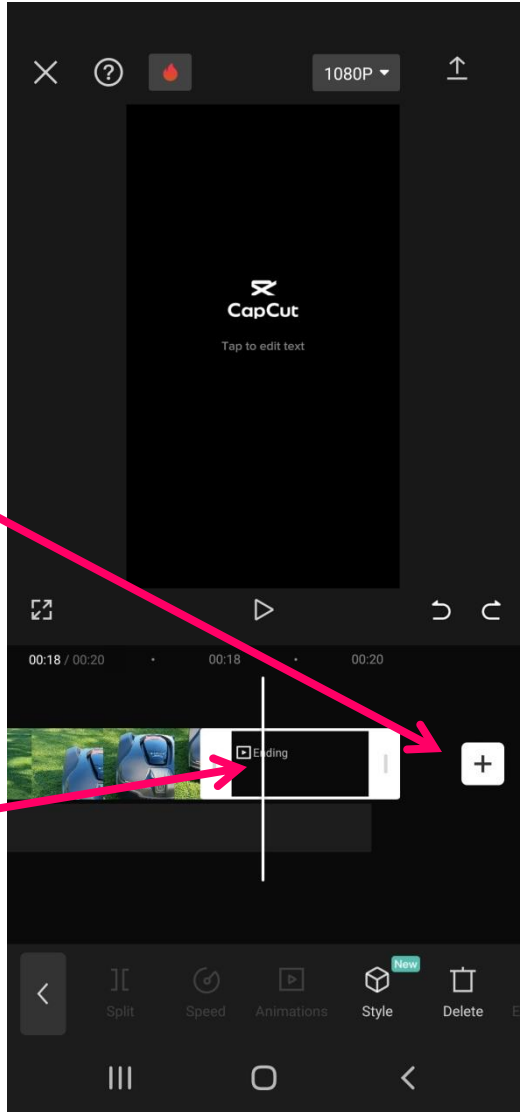 1080P
CapCut
Tap to edit text
00:18 / 00:20
00:18
00:20
Ending
New
Split
Speed
Animations
Style
Delete
E